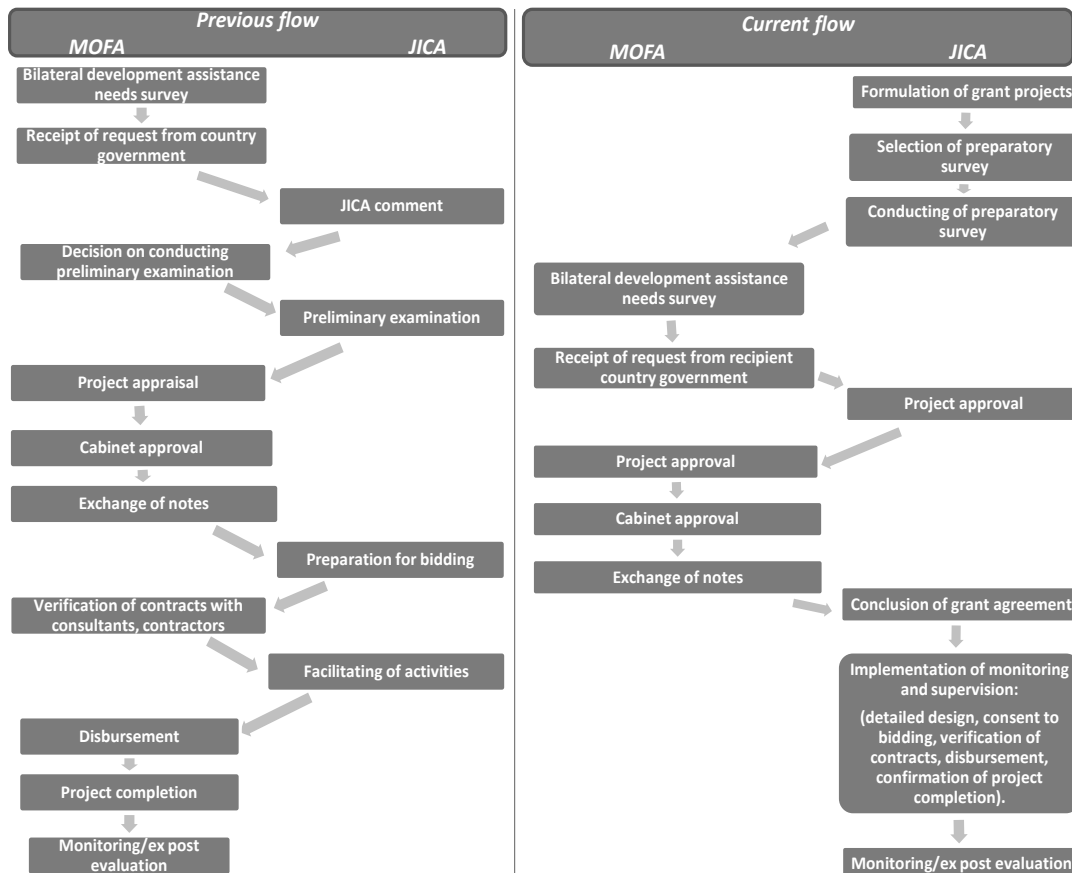 Previous flow
MOFA
JICA
Bilateral development assistance
needs survey
Receipt of request from country
government
JICA comment
Decision on conducting
preliminary examination
Preliminary examination
Project appraisal
Cabinet approval
Exchange of notes
Preparation for bidding
Verification of contracts with
consultants, contractors
Facilitating of activities
Disbursement
Project completion
Monitoring/ex post
evaluation
Current flow
MOFA
JICA
Formulation of grant projects
Selection of preparatory
survey
Conducting of preparatory
survey
Bilateral development assistance
needs survey
Receipt of request from recipient
country government
Project approval
Project approval
Cabinet approval
Exchange of notes
Conclusion of grant agreement
Implementation of monitoring
and supervision:
(detailed design, consent to
bidding, verification of
contracts, disbursement,
confirmation of project
completion).
Monitoring/ex post evaluation